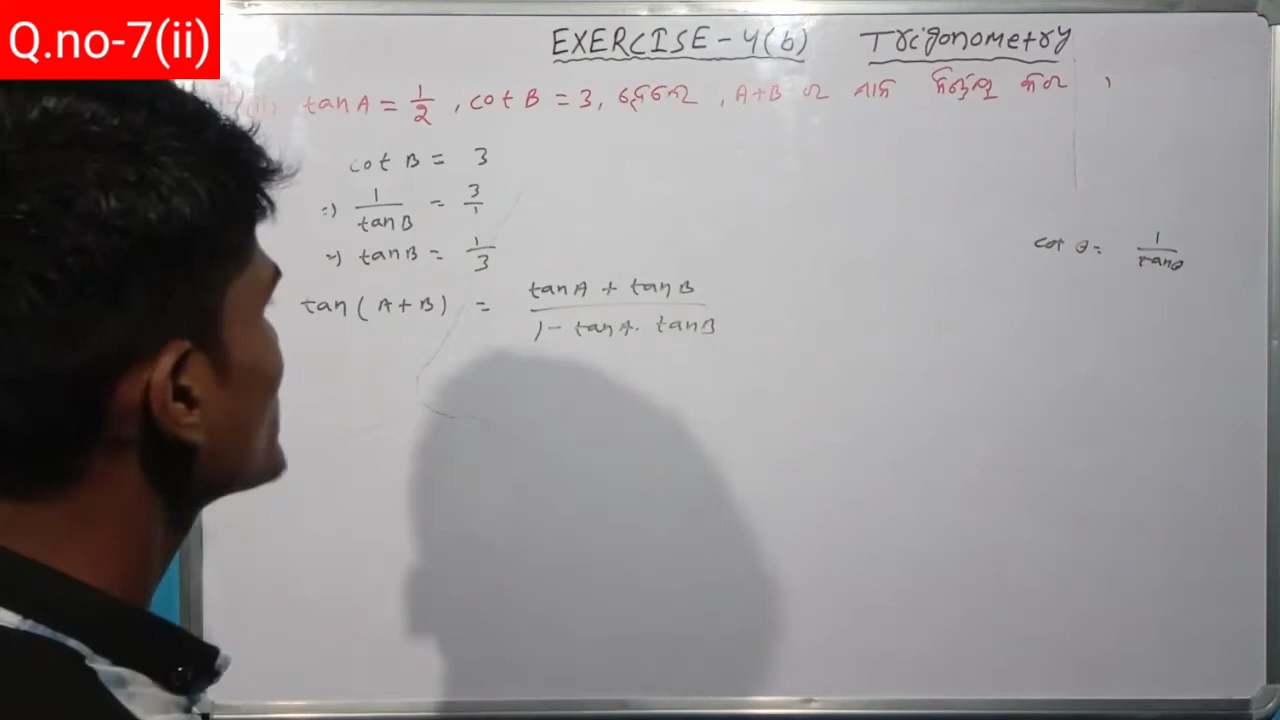 Q.no-7(ii)
EXERCISE-4(b) Trigonometry
(ii) tan A = 1/2 , cot B = 3, ହେଲେ , A+B ର ମାନ ନିର୍ଣ୍ଣୟ କର ,
cot B = 3
=) 1/tan B = 3/1
=) tan B = 1/3
cot θ = 1/tan θ
tan ( A + B ) = tan A + tan B / 1 - tan A . tan B